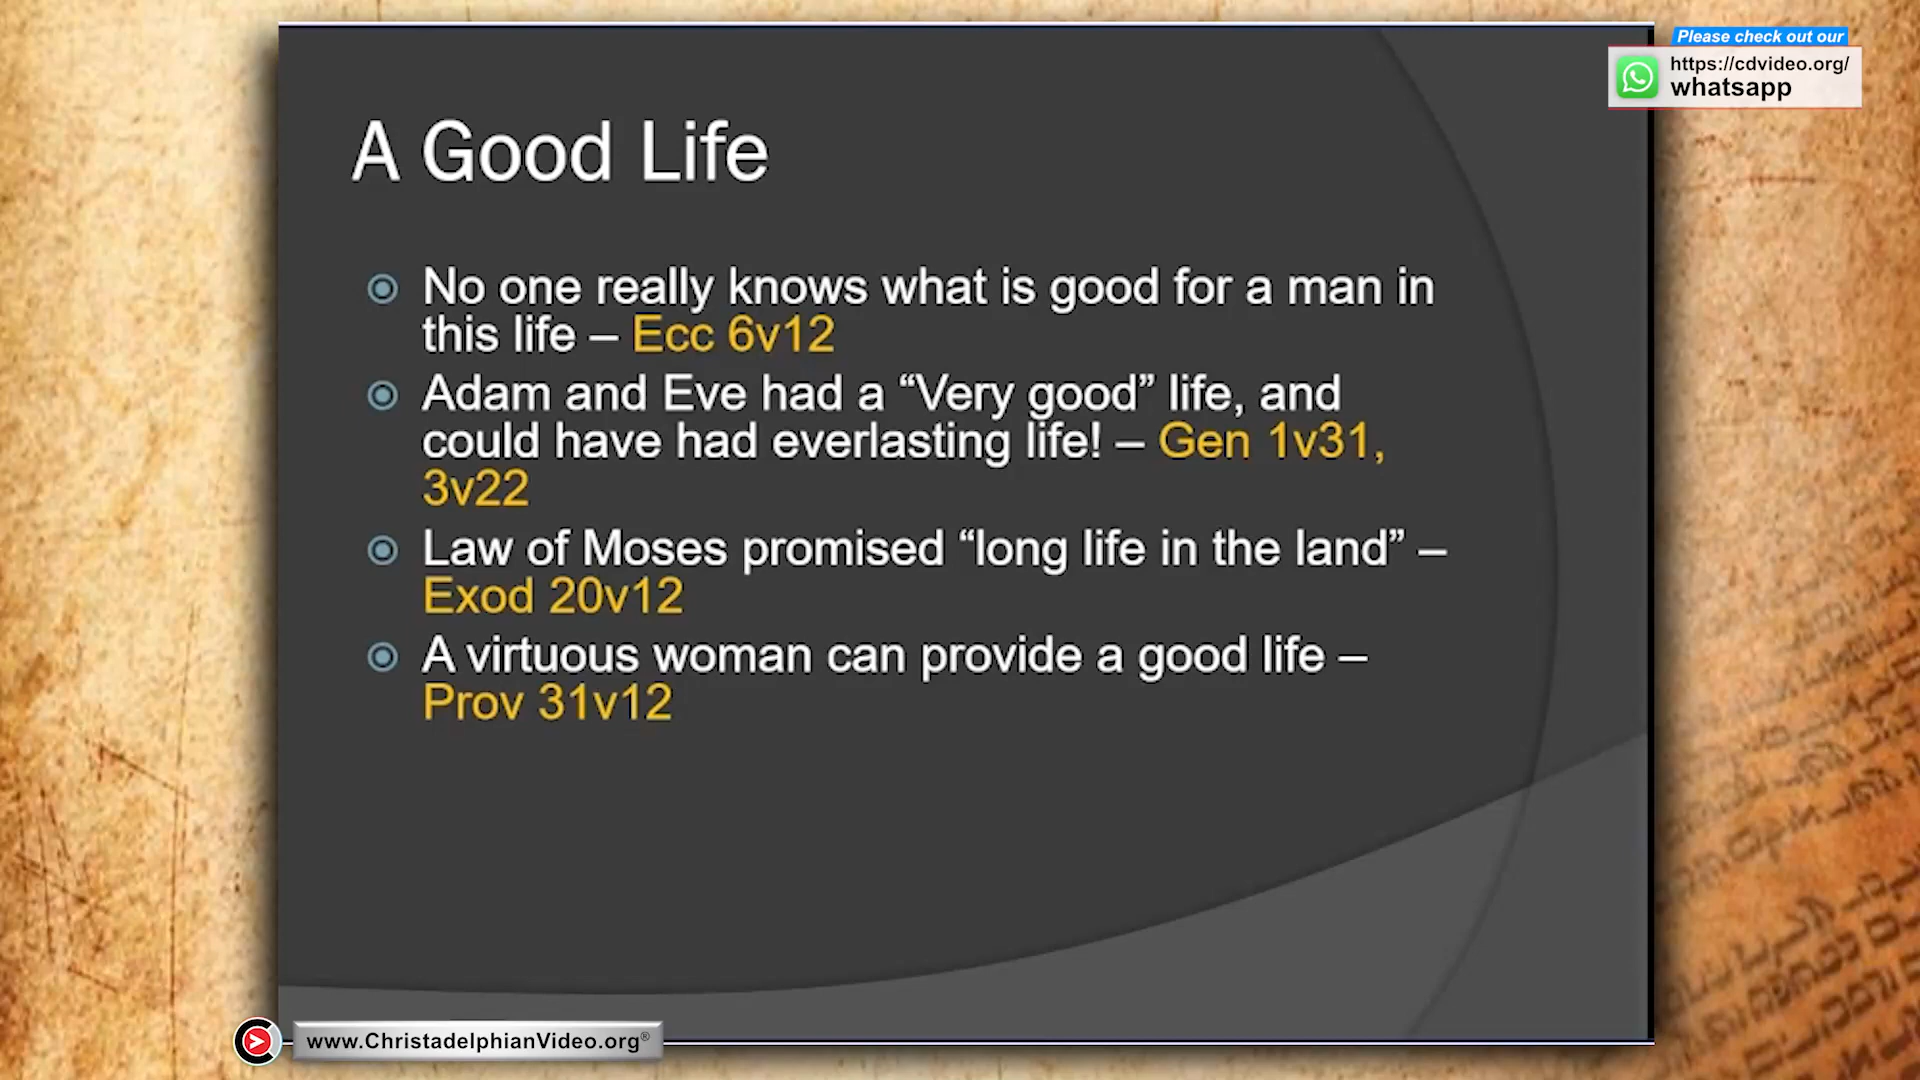 Please check out our
https://cdvideo.org/
whatsapp
A Good Life
No one really knows what is good for a man in
this life – Ecc 6v12
Adam and Eve had a “Very good” life, and
could have had everlasting life! – Gen 1v31,
3v22
Law of Moses promised “long life in the land” –
Exod 20v12
A virtuous woman can provide a good life –
Prov 31v12
www.ChristadelphianVideo.org®